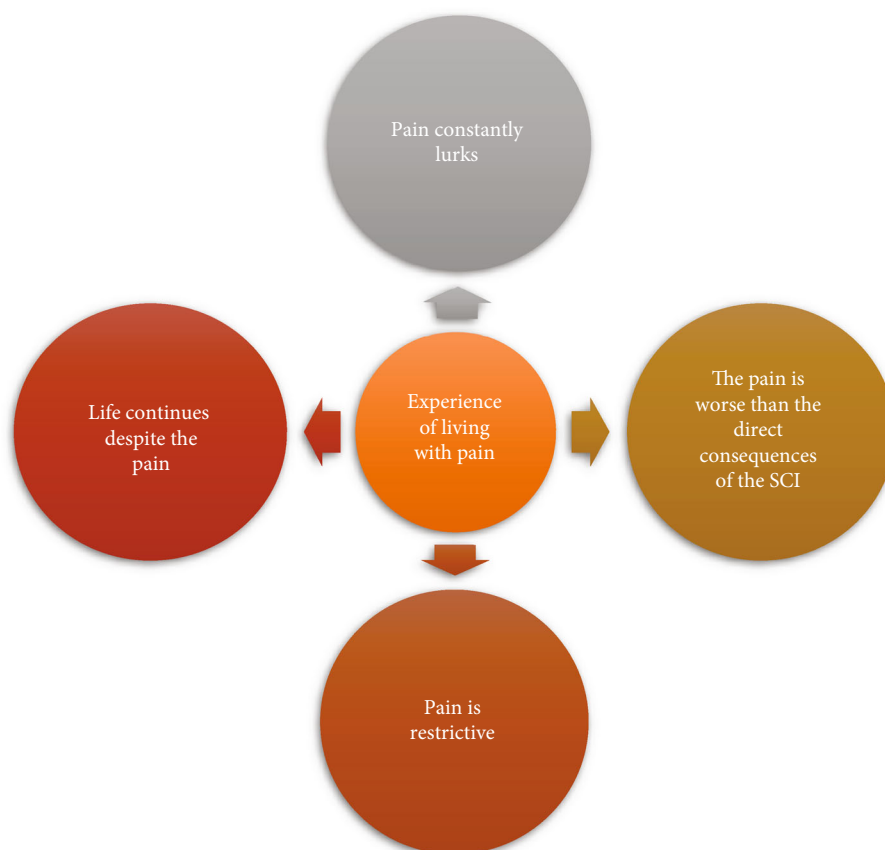 Pain constantly
lurks
Life continues
despite the
pain
Experience
of living
with pain
The pain is
worse than the
direct
consequences
of the SCI
Pain is
restrictive